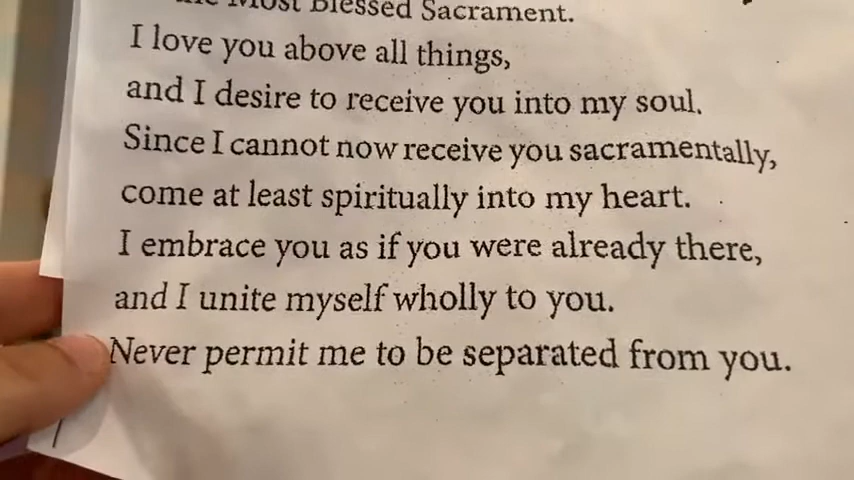 the Most Blessed Sacrament.
I love you above all things,
and I desire to receive you into my soul.
Since I cannot now receive you sacramentally,
come at least spiritually into my heart.
I embrace you as if you were already there,
and I unite myself wholly to you.
Never permit me to be separated from you.